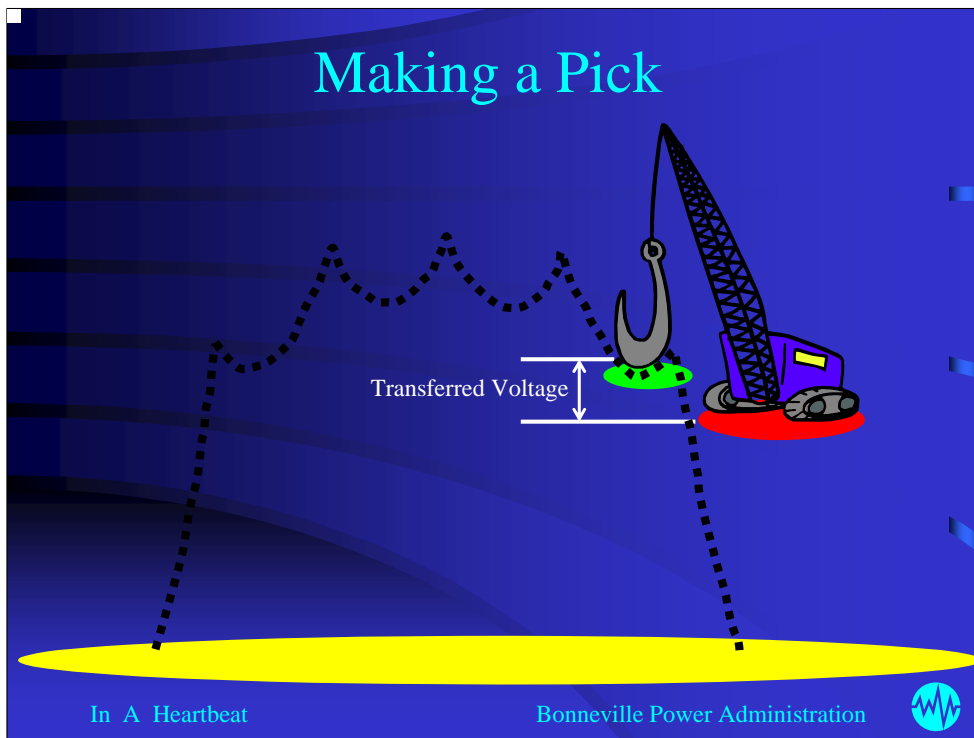 Making a Pick
Transferred Voltage
In A Heartbeat
Bonneville Power Administration